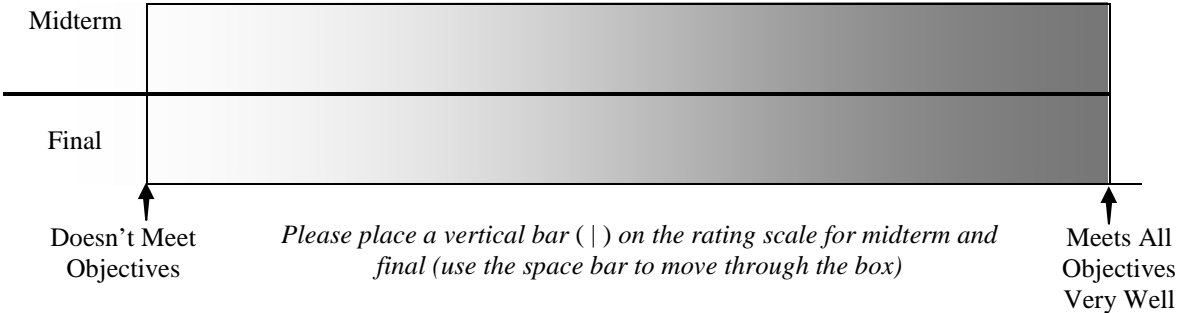 Midterm
Final
Doesn't Meet
Objectives
Please place a vertical bar ( | ) on the rating scale for midterm and
final (use the space bar to move through the box)
Meets All
Objectives
Very Well